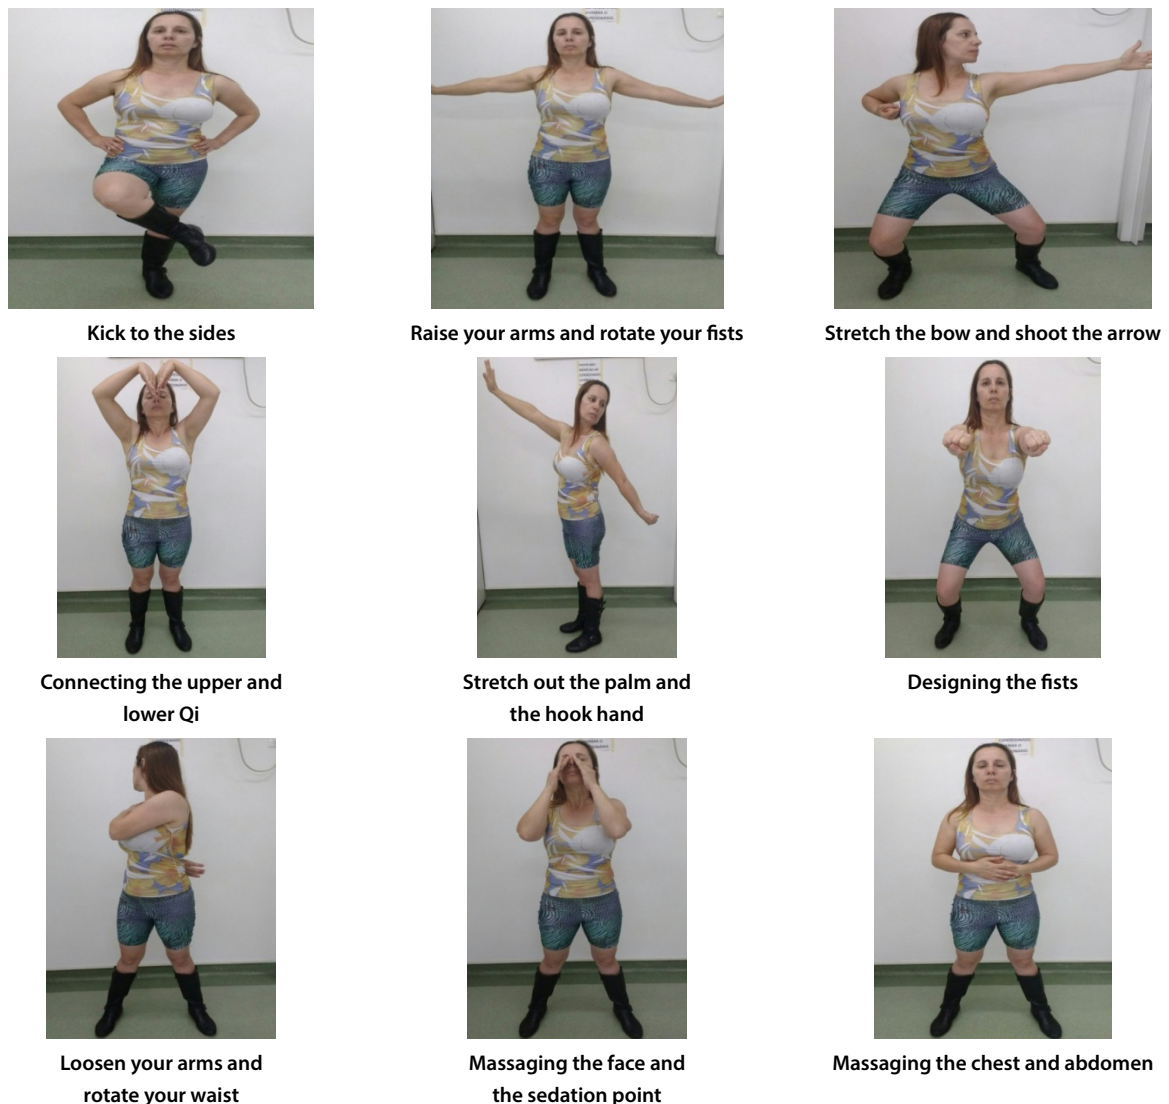 Kick to the sides
Raise your arms and rotate your fists
Stretch the bow and shoot the arrow
Connecting the upper and
lower Qi
Stretch out the palm and
the hook hand
Designing the fists
Loosen your arms and
rotate your waist
Massaging the face and
the sedation point
Massaging the chest and abdomen